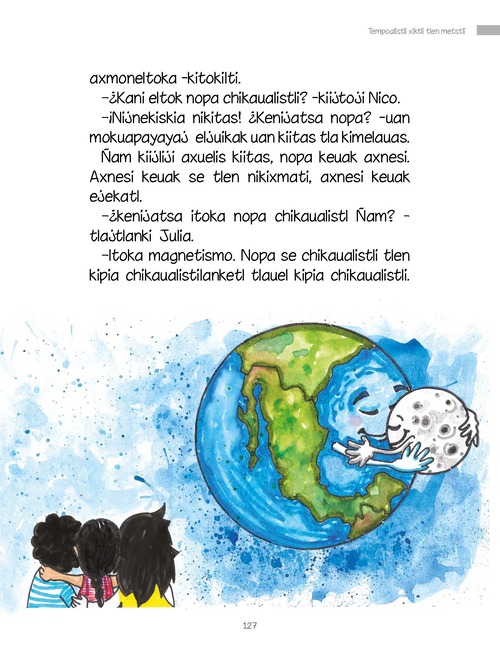 Tempoalistli xiktli tlen metstli
axmoneltoka -kitokilti.
-¿Kani eltok nopa chikaualistli? -kiijtoji Nico.
-¡Nijnekiskia nikitas! ¿Kenijatsa nopa? -uan
mokuapayayaj eljuikak uan kiitas tla kimelauas.
Ñam kiijliji axuelis kiitas, nopa keuak axnesi.
Axnesi keuak se tlen nikixmati, axnesi keuak
ejekatl.
-¿kenijatsa itoka nopa chikaualistl Ñam? -
tlajtlanki Julia.
-Itoka magnetismo. Nopa se chikaualistli tlen
kipia chikaualistilanketl tlauel kipia chikaualistli.
127